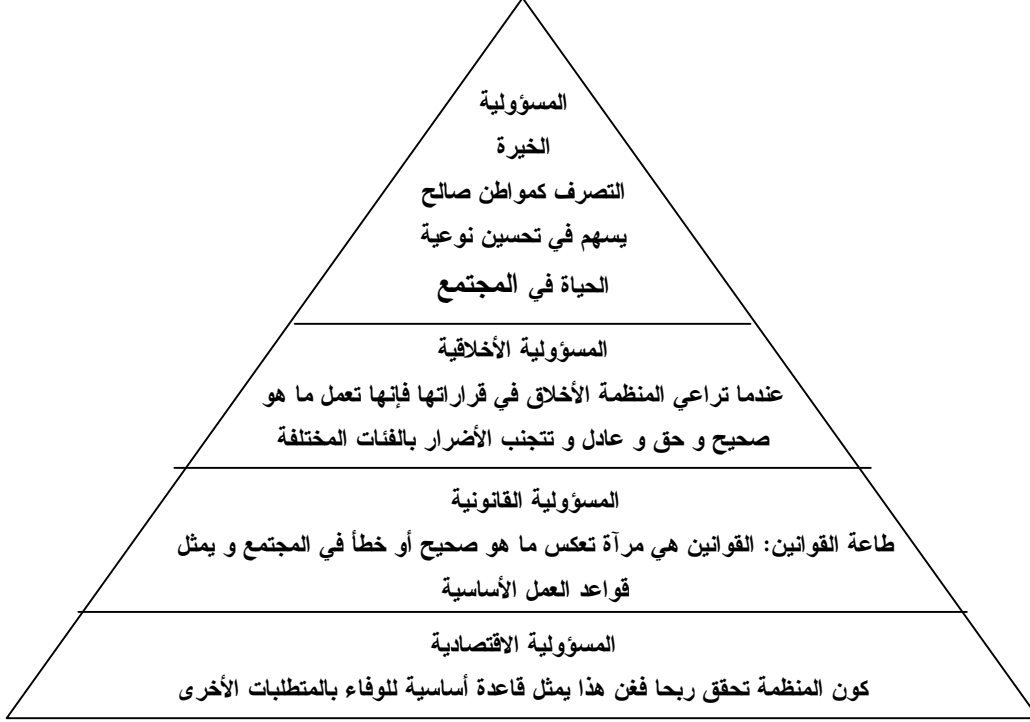 المسؤولية
الخيرة
التصرف كمواطن صالح
يسهم في تحسين نوعية
الحياة في المجتمع
المسؤولية الأخلاقية
عندما تراعي المنظمة الأخلاق في قراراتها فإنها تعمل ما هو
صحيح و حق و عادل و تتجنب الأضرار بالفئات المختلفة
المسؤولية القانونية
طاعة القوانين: القوانين هي مرآة تعكس ما هو صحيح أو خطأ في المجتمع و يمثل
قواعد العمل الأساسية
المسؤولية الاقتصادية
كون المنظمة تحقق ربحا فغن هذا يمثل قاعدة أساسية للوفاء بالمتطلبات الأخرى